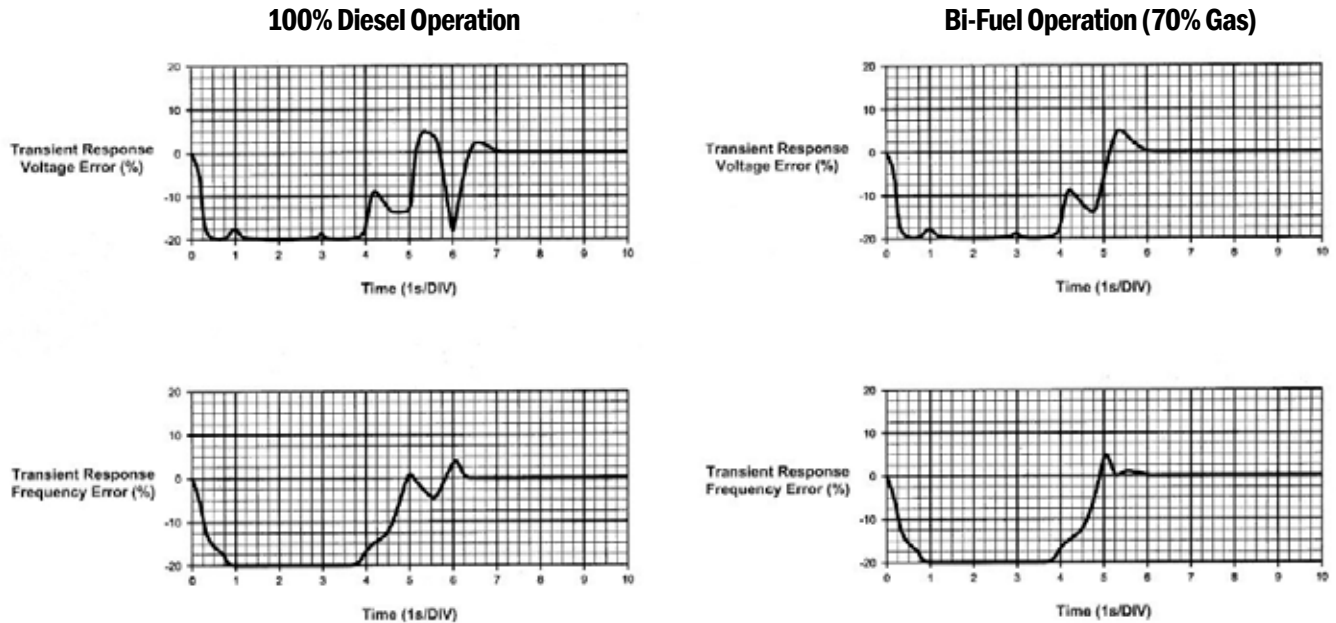 100% Diesel Operation
Bi-Fuel Operation (70% Gas)
20
10
0
-10
-20
Transient Response
Voltage Error (%)
0 1 2 3 4 5 6 7 8 9 10
Time (1s/DIV)
20
10
0
-10
-20
Transient Response
Voltage Error (%)
0 1 2 3 4 5 6 7 8 9 10
Time (1s/DIV)
20
10
0
-10
-20
Transient Response
Frequency Error (%)
0 1 2 3 4 5 6 7 8 9 10
Time (1s/DIV)
20
10
0
-10
-20
Transient Response
Frequency Error (%)
0 1 2 3 4 5 6 7 8 9 10
Time (1s/DIV)